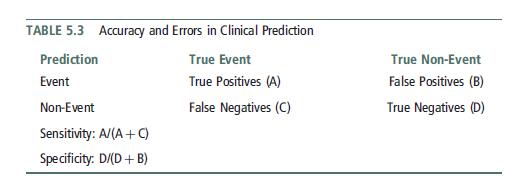 TABLE 5.3 Accuracy and Errors in Clinical Prediction
Prediction True Event True Non-Event
Event True Positives (A) False Positives (B)
Non-Event False Negatives (C) True Negatives (D)
Sensitivity: A/(A + C)
Specificity: D/(D + B)